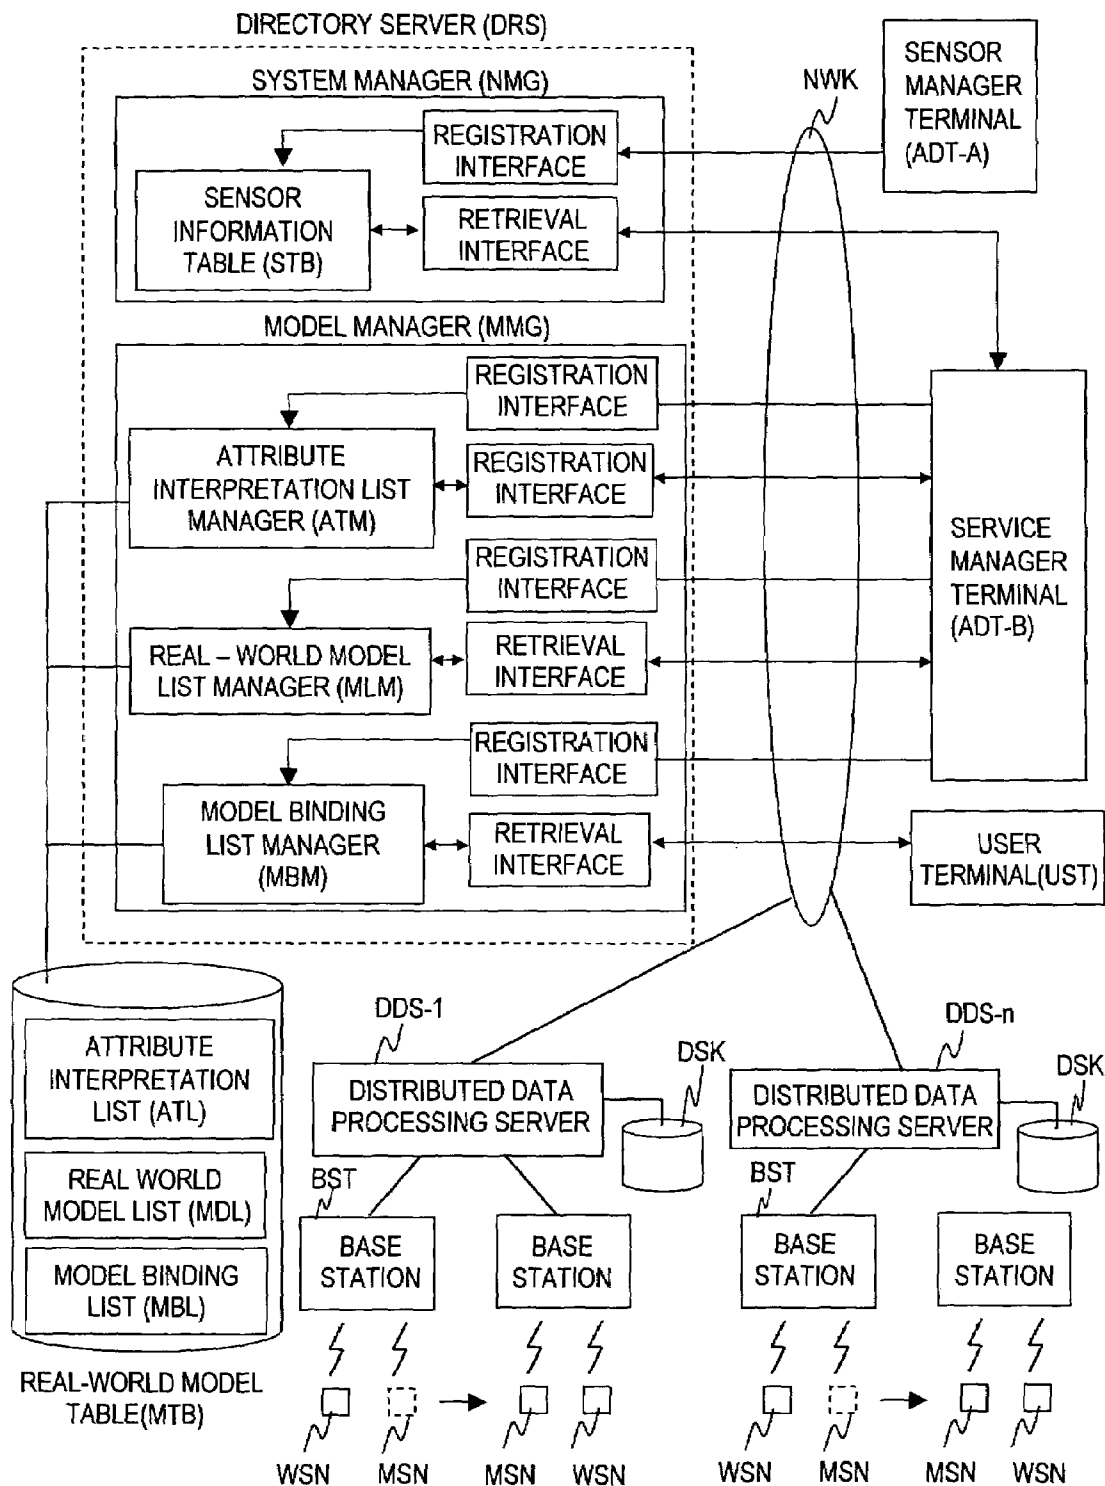 DIRECTORY SERVER (DRS)
SYSTEM MANAGER (NMG)
REGISTRATION
INTERFACE
SENSOR
INFORMATION
TABLE (STB)
RETRIEVAL
INTERFACE
NWK
SENSOR
MANAGER
TERMINAL
(ADT-A)
MODEL MANAGER (MMG)
REGISTRATION
INTERFACE
ATTRIBUTE
INTERPRETATION LIST
MANAGER (ATM)
REGISTRATION
INTERFACE
REGISTRATION
INTERFACE
REAL – WORLD MODEL
LIST MANAGER (MLM)
RETRIEVAL
INTERFACE
REGISTRATION
INTERFACE
MODEL BINDING
LIST MANAGER
(MBM)
RETRIEVAL
INTERFACE
SERVICE
MANAGER
TERMINAL
(ADT-B)
USER
TERMINAL(UST)
ATTRIBUTE
INTERPRETATION
LIST (ATL)
REAL WORLD
MODEL LIST (MDL)
MODEL BINDING
LIST (MBL)
REAL-WORLD MODEL
TABLE(MTB)
DDS-1
DISTRIBUTED DATA
PROCESSING SERVER
DSK
BST
BASE
STATION
BASE
STATION
WSN
MSN
MSN
WSN
DDS-n
DISTRIBUTED DATA
PROCESSING SERVER
DSK
BST
BASE
STATION
BASE
STATION
WSN
MSN
MSN
WSN